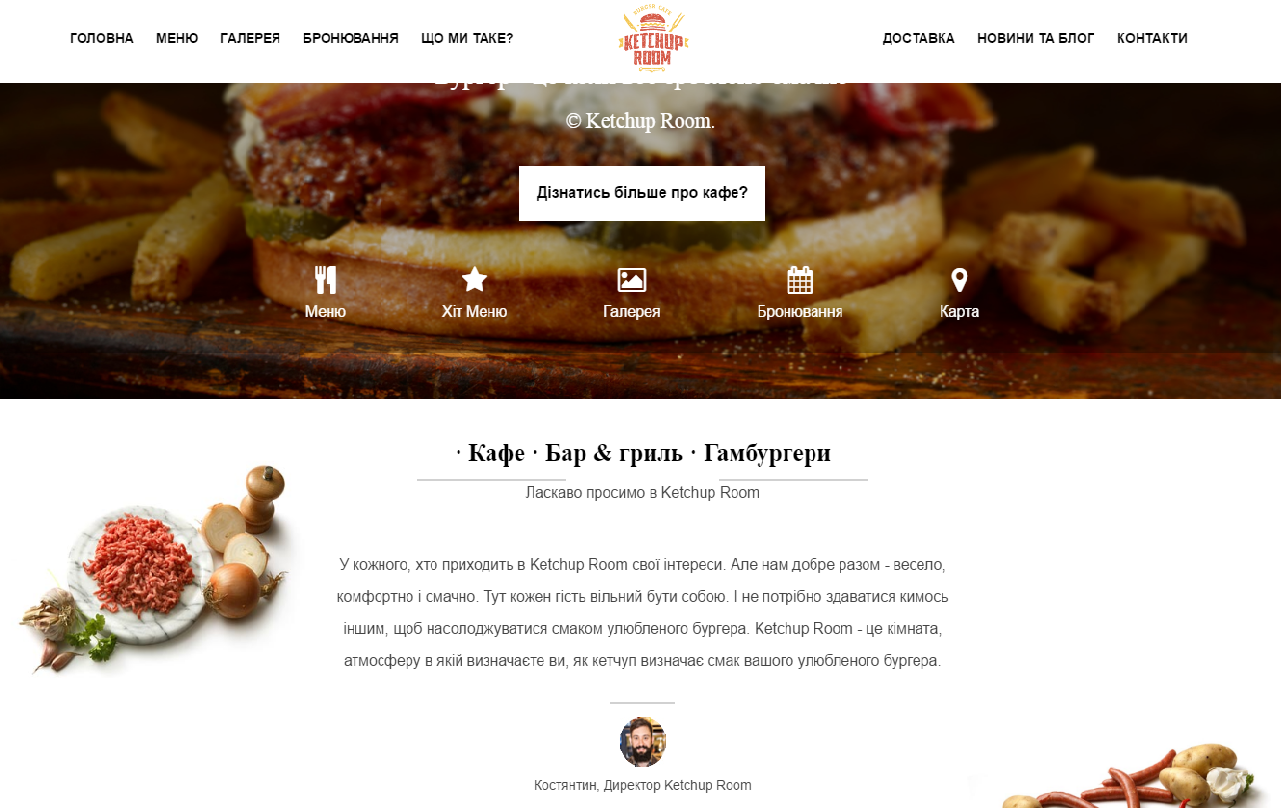 ГОЛОВНА МЕНЮ ГАЛЕРЕЯ БРОНЮВАННЯ ЩО МИ ТАКЕ?
KETCHUP
ROOM
ДОСТАВКА НОВИНИ ТА БЛОГ КОНТАКТИ
© Ketchup Room.
Дізнатись більше про кафе?
Меню Хіт Меню Галерея Бронювання Карта
· Кафе · Бар & гриль · Гамбургери
Ласкаво просимо в Ketchup Room
У кожного, хто приходить в Ketchup Room свої інтереси. Але нам добре разом - весело,
комфортно і смачно. Тут кожен гість вільний бути собою. І не потрібно здаватися кимось
іншим, щоб насолоджуватися смаком улюбленого бургера. Ketchup Room - це кімната,
атмосферу в якій визначаєте ви, як кетчуп визначає смак вашого улюбленого бургера.
Костянтин, Директор Ketchup Room